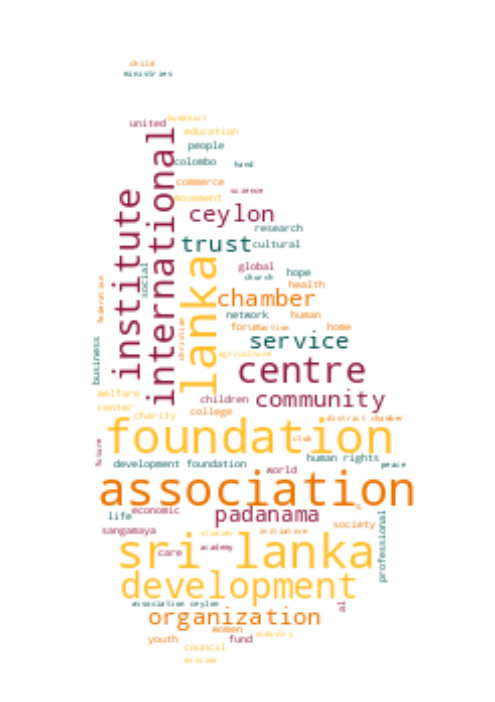 child
ministries
united
buddhist
education
people
international
colombo
hand
commerce
science
movement
institute
ceylon
research
trust
cultural
lanka
social
global
church
hope
health
federation
chamber
network
human
forum
action
home
christian
service
business
agriculture
centre
welfare
children
community
center
charity
college
district chamber
foundation
club
future
development foundation
human rights
peace
world
association
life
economic
padanama
s
society
sangamaya
studies
initiative
professional
sri lanka
care
academy
development
association ceylon
al
organization
women
youth
fund
industry
council
mission